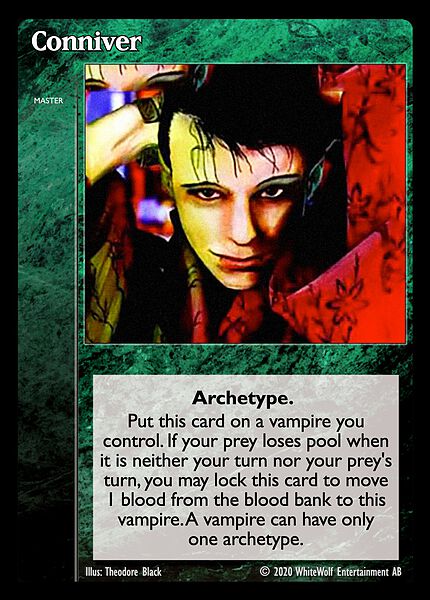 Conniver
MASTER
Archetype.
Put this card on a vampire you
control. If your prey loses pool when
it is neither your turn nor your prey's
turn, you may lock this card to move
1 blood from the blood bank to this
vampire. A vampire can have only
one archetype.
Illus: Theodore Black
© 2020 WhiteWolf Entertainment AB